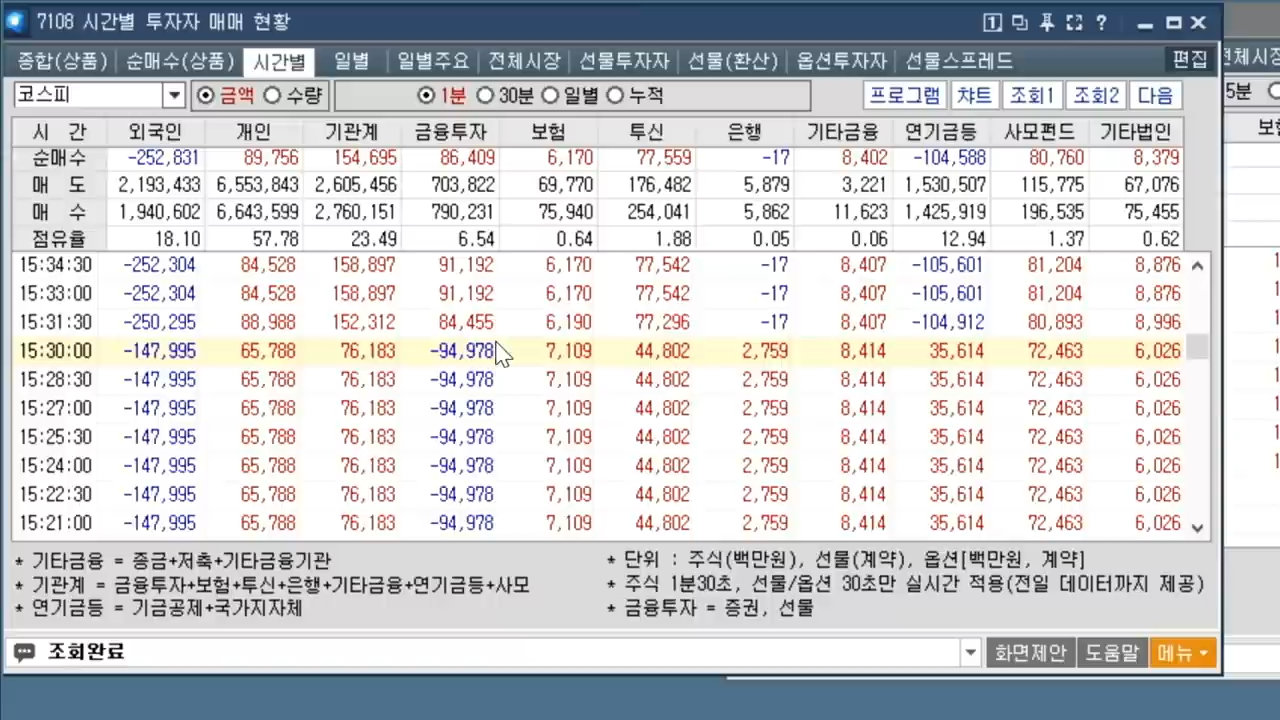 7108 시간별 투자자 매매 현황
종합(상품) 순매수(상품) 시간별 일별 일별주요 전체시장 선물투자자 선물(환산) 옵션투자자 선물스프레드 편집
코스피 금액 수량 1분 30분 일별 누적 프로그램 챠트 조회1 조회2 다음
시 간 외국인 개인 기관계 금융투자 보험 투신 은행 기타금융 연기금등 사모펀드 기타법인
순매수 -252,831 89,756 154,695 86,409 6,170 77,559 -17 8,402 -104,588 80,760 8,379
매 도 2,193,433 6,553,843 2,605,456 703,822 69,770 176,482 5,879 3,221 1,530,507 115,775 67,076
매 수 1,940,602 6,643,599 2,760,151 790,231 75,940 254,041 5,862 11,623 1,425,919 196,535 75,455
점유율 18.10 57.78 23.49 6.54 0.64 1.88 0.05 0.06 12.94 1.37 0.62
15:34:30 -252,304 84,528 158,897 91,192 6,170 77,542 -17 8,407 -105,601 81,204 8,876
15:33:00 -252,304 84,528 158,897 91,192 6,170 77,542 -17 8,407 -105,601 81,204 8,876
15:31:30 -250,295 88,988 152,312 84,455 6,190 77,296 -17 8,407 -104,912 80,893 8,996
15:30:00 -147,995 65,788 76,183 -94,978 7,109 44,802 2,759 8,414 35,614 72,463 6,026
15:28:30 -147,995 65,788 76,183 -94,978 7,109 44,802 2,759 8,414 35,614 72,463 6,026
15:27:00 -147,995 65,788 76,183 -94,978 7,109 44,802 2,759 8,414 35,614 72,463 6,026
15:25:30 -147,995 65,788 76,183 -94,978 7,109 44,802 2,759 8,414 35,614 72,463 6,026
15:24:00 -147,995 65,788 76,183 -94,978 7,109 44,802 2,759 8,414 35,614 72,463 6,026
15:22:30 -147,995 65,788 76,183 -94,978 7,109 44,802 2,759 8,414 35,614 72,463 6,026
15:21:00 -147,995 65,788 76,183 -94,978 7,109 44,802 2,759 8,414 35,614 72,463 6,026
* 기타금융 = 종금+저축+기타금융기관
* 기관계 = 금융투자+보험+투신+은행+기타금융+연기금등+사모
* 연기금등 = 기금공제+국가지자체
* 단위 : 주식(백만원), 선물(계약), 옵션[백만원, 계약]
* 주식 1분30초, 선물/옵션 30초만 실시간 적용(전일 데이터까지 제공)
* 금융투자 = 증권, 선물
조회완료 화면제안 도움말 메뉴